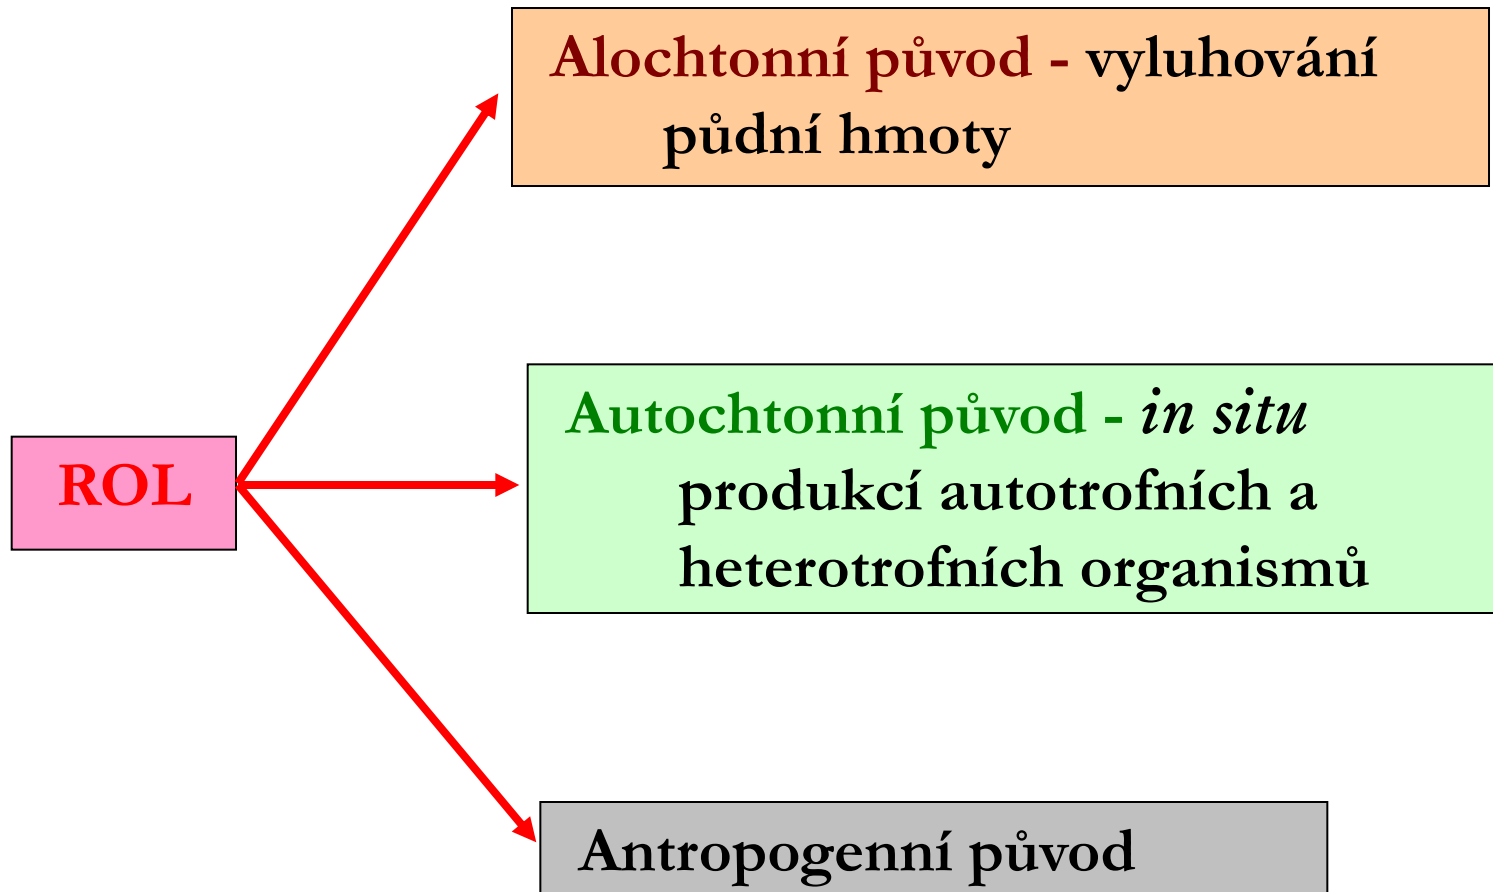 Alochtonní původ - vyluhování
půdní hmoty
ROL
Autochtonní původ - in situ
produkcí autotrofních a
heterotrofních organismů
Antropogenní původ